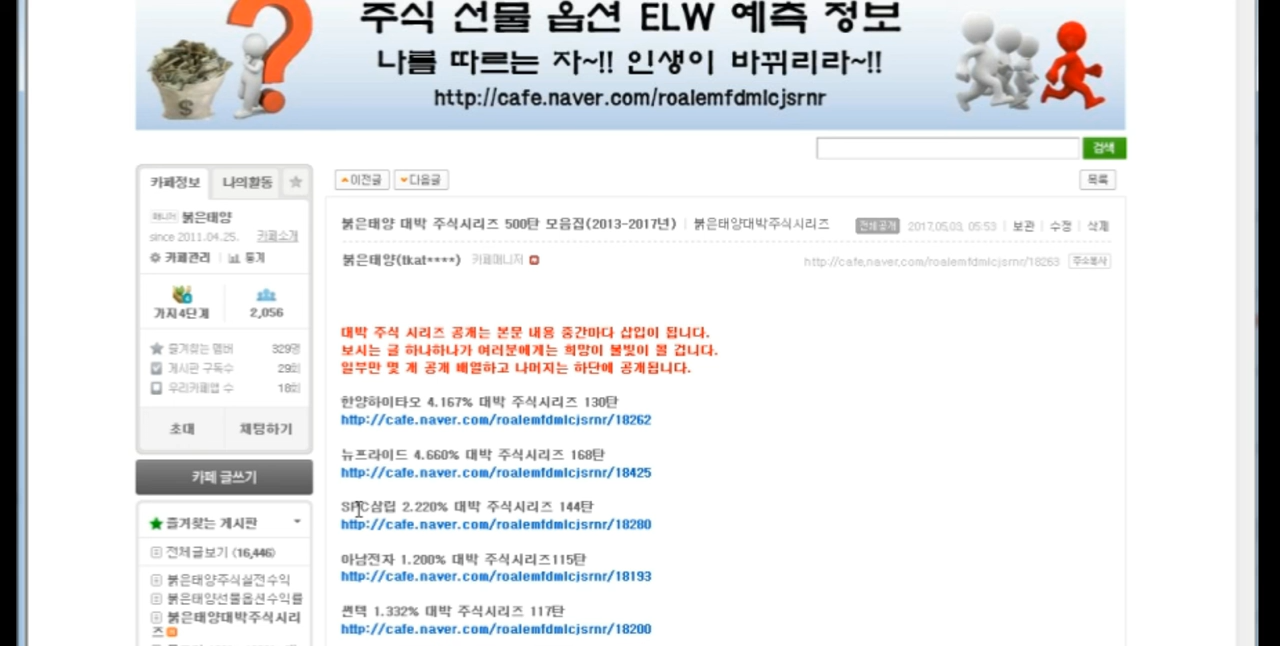 주식 선물 옵션 ELW 예측 정보
나를 따르는 자~!! 인생이 바뀌리라~!!
http://cafe.naver.com/roalemfdmlcjsrnr
$
검색
카페정보 나의활동
이전글 다음글 목록
매니저 붉은태양
since 2011.04.25. 카페소개
카페관리 통계
가지4단계 2,056
즐겨찾는 멤버 329명
게시판 구독수 29회
우리카페앱 수 18회
초대 채팅하기
카페 글쓰기
즐겨찾는 게시판
전체글보기 (16,446)
붉은태양주식실전수익
붉은태양선물옵션수익률
붉은태양대박주식시리
즈
붉은태양 대박 주식시리즈 500탄 모음집(2013-2017년) | 붉은태양대박주식시리즈 전체공개 2017.05.03. 05:53 | 보관 | 수정 | 삭제
붉은태양(tkat****) 카페매니저 http://cafe.naver.com/roalemfdmlcjsrnr/18263 주소복사
대박 주식 시리즈 공개는 본문 내용 중간마다 삽입이 됩니다.
보시는 글 하나하나가 여러분에게는 희망이 불빛이 될 겁니다.
일부만 몇 개 공개 배열하고 나머지는 하단에 공개됩니다.
한양하이타오 4.167% 대박 주식시리즈 130탄
http://cafe.naver.com/roalemfdmlcjsrnr/18262
뉴프라이드 4.660% 대박 주식시리즈 168탄
http://cafe.naver.com/roalemfdmlcjsrnr/18425
SPC삼립 2.220% 대박 주식시리즈 144탄
http://cafe.naver.com/roalemfdmlcjsrnr/18280
아남전자 1.200% 대박 주식시리즈115탄
http://cafe.naver.com/roalemfdmlcjsrnr/18193
쎈텍 1.332% 대박 주식시리즈 117탄
http://cafe.naver.com/roalemfdmlcjsrnr/18200